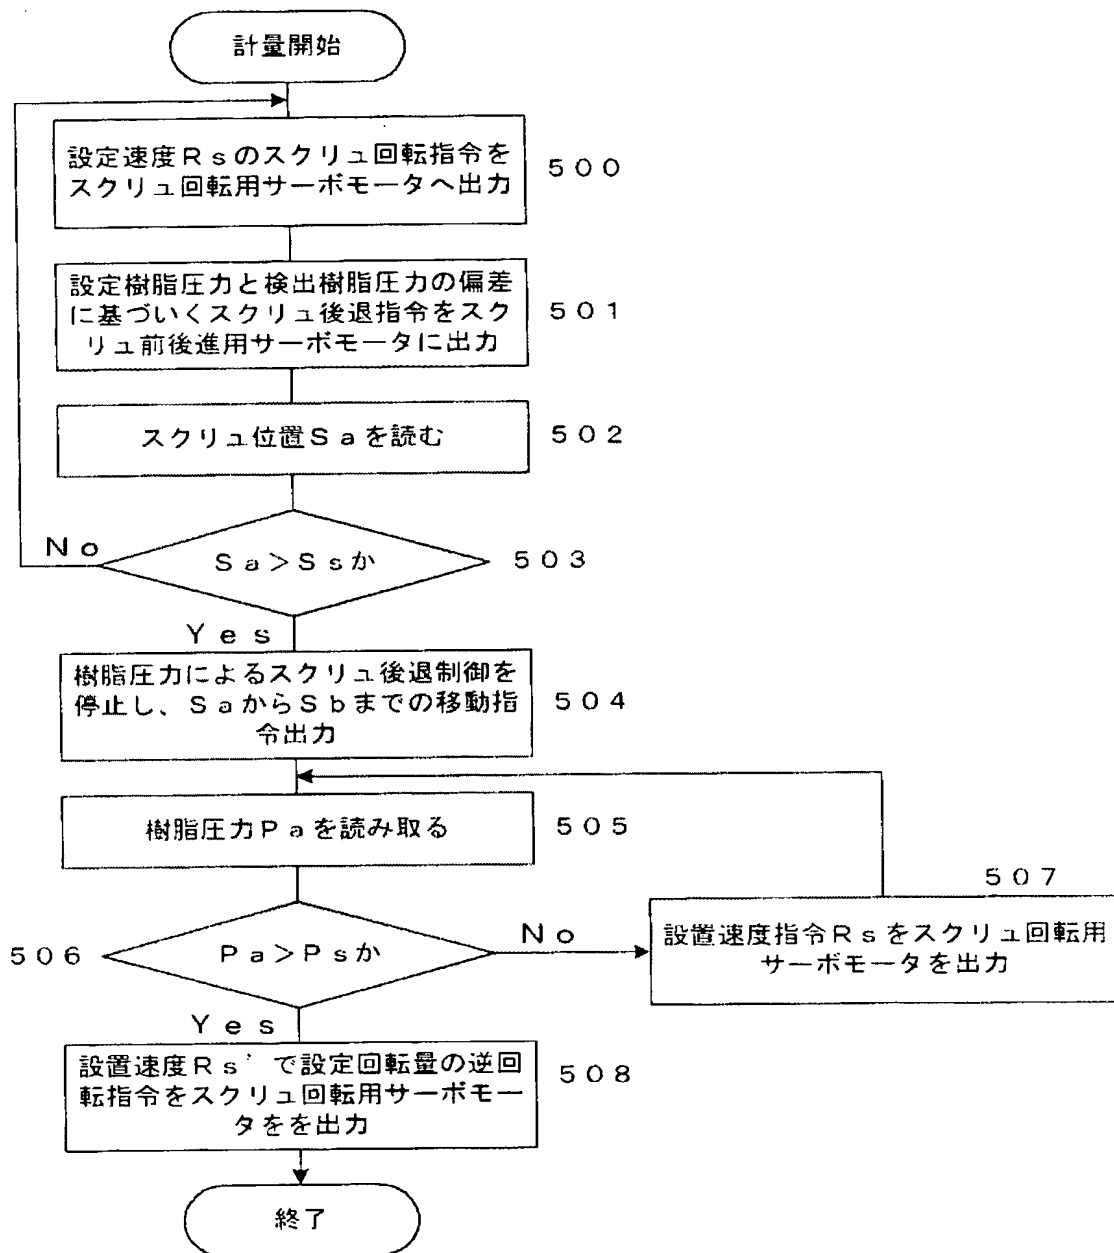 計量開始
設定速度Rsのスクリュ回転指令を
スクリュ回転用サーボモータへ出力
500
設定樹脂圧力と検出樹脂圧力の偏差
に基づいくスクリュ後退指令をスク
リュ前後進用サーボモータに出力
501
スクリュ位置Saを読む
502
No
Sa>Ssか
503
Yes
樹脂圧力によるスクリュ後退制御を
停止し、SaからSbまでの移動指
令出力
504
樹脂圧力Paを読み取る
505
506
Pa>Psか
No
507
設置速度指令Rsをスクリュ回転用
サーボモータを出力
Yes
設置速度Rs'で設定回転量の逆回
転指令をスクリュ回転用サーボモー
タをを出力
508
終了